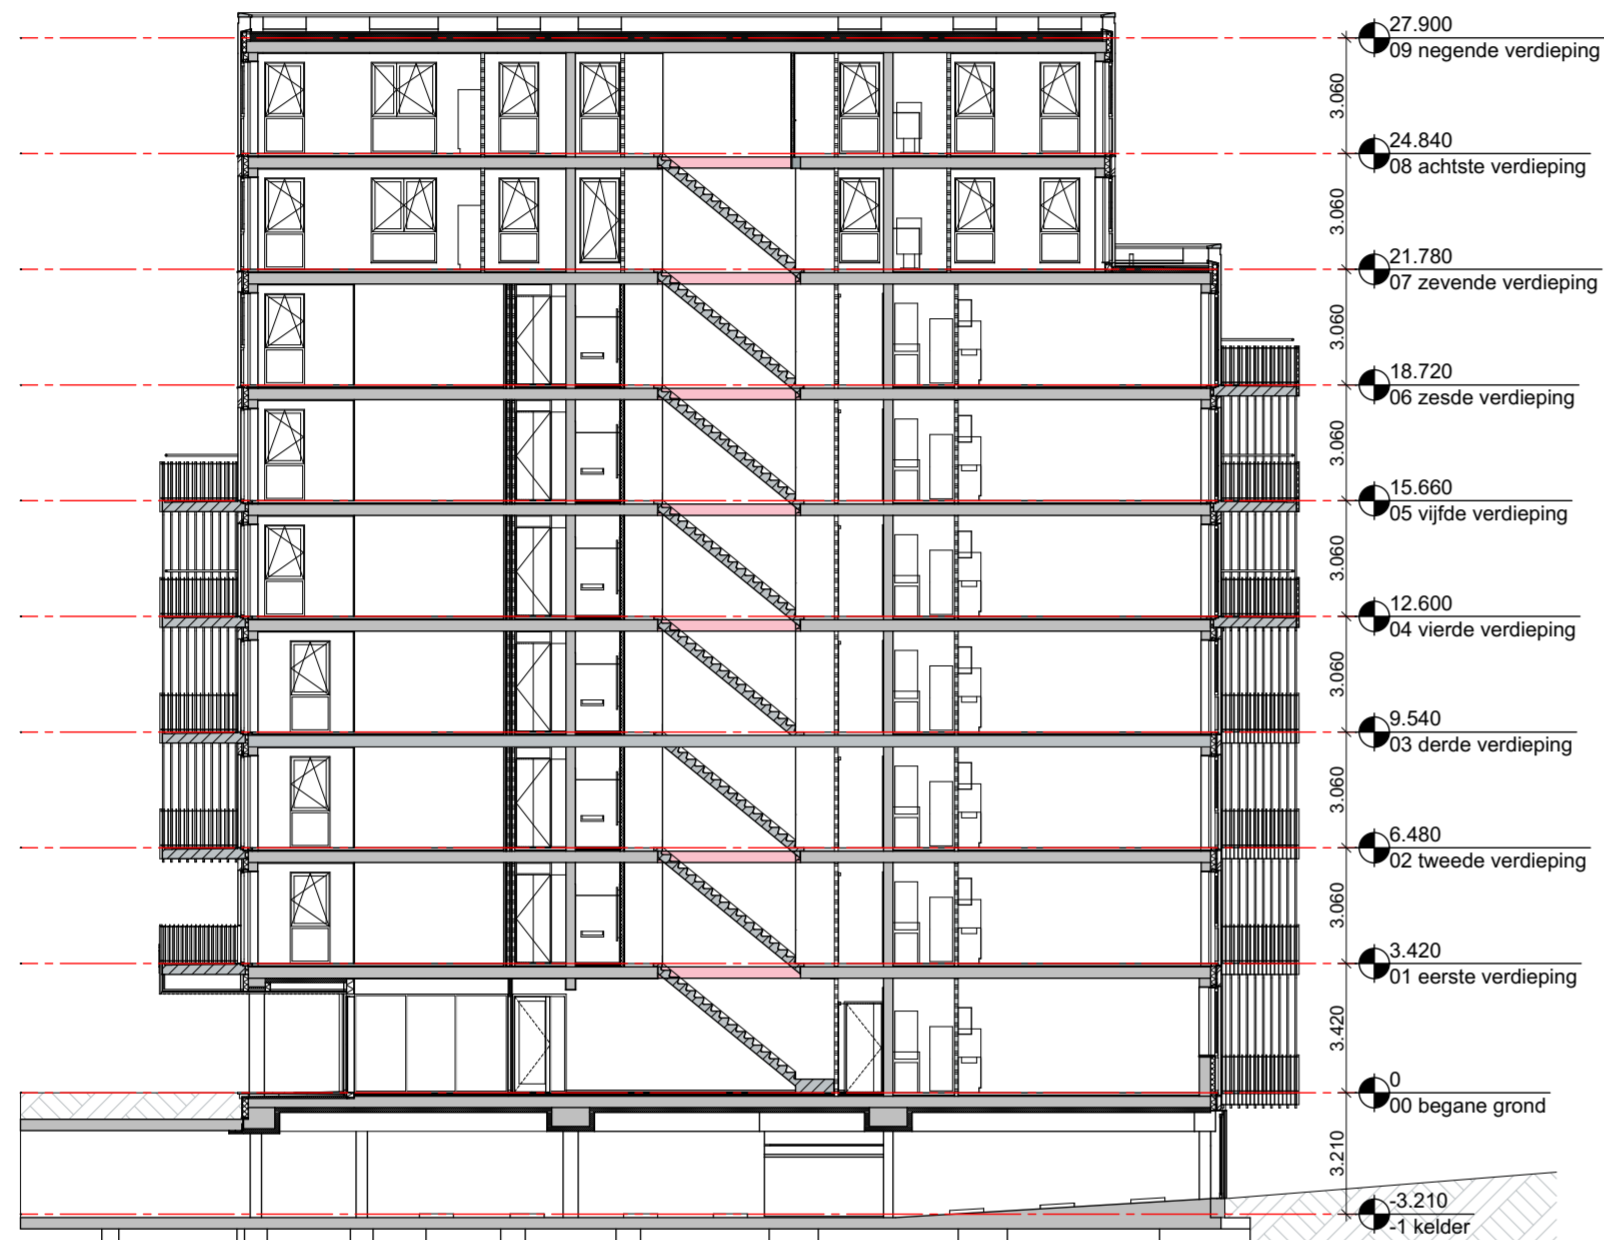 27.900
09 negende verdieping
3.060
24.840
08 achtste verdieping
3.060
21.780
07 zevende verdieping
3.060
18.720
06 zesde verdieping
3.060
15.660
05 vijfde verdieping
3.060
12.600
04 vierde verdieping
3.060
9.540
03 derde verdieping
3.060
6.480
02 tweede verdieping
3.060
3.420
01 eerste verdieping
3.420
0
00 begane grond
3.210
-3.210
-1 kelder